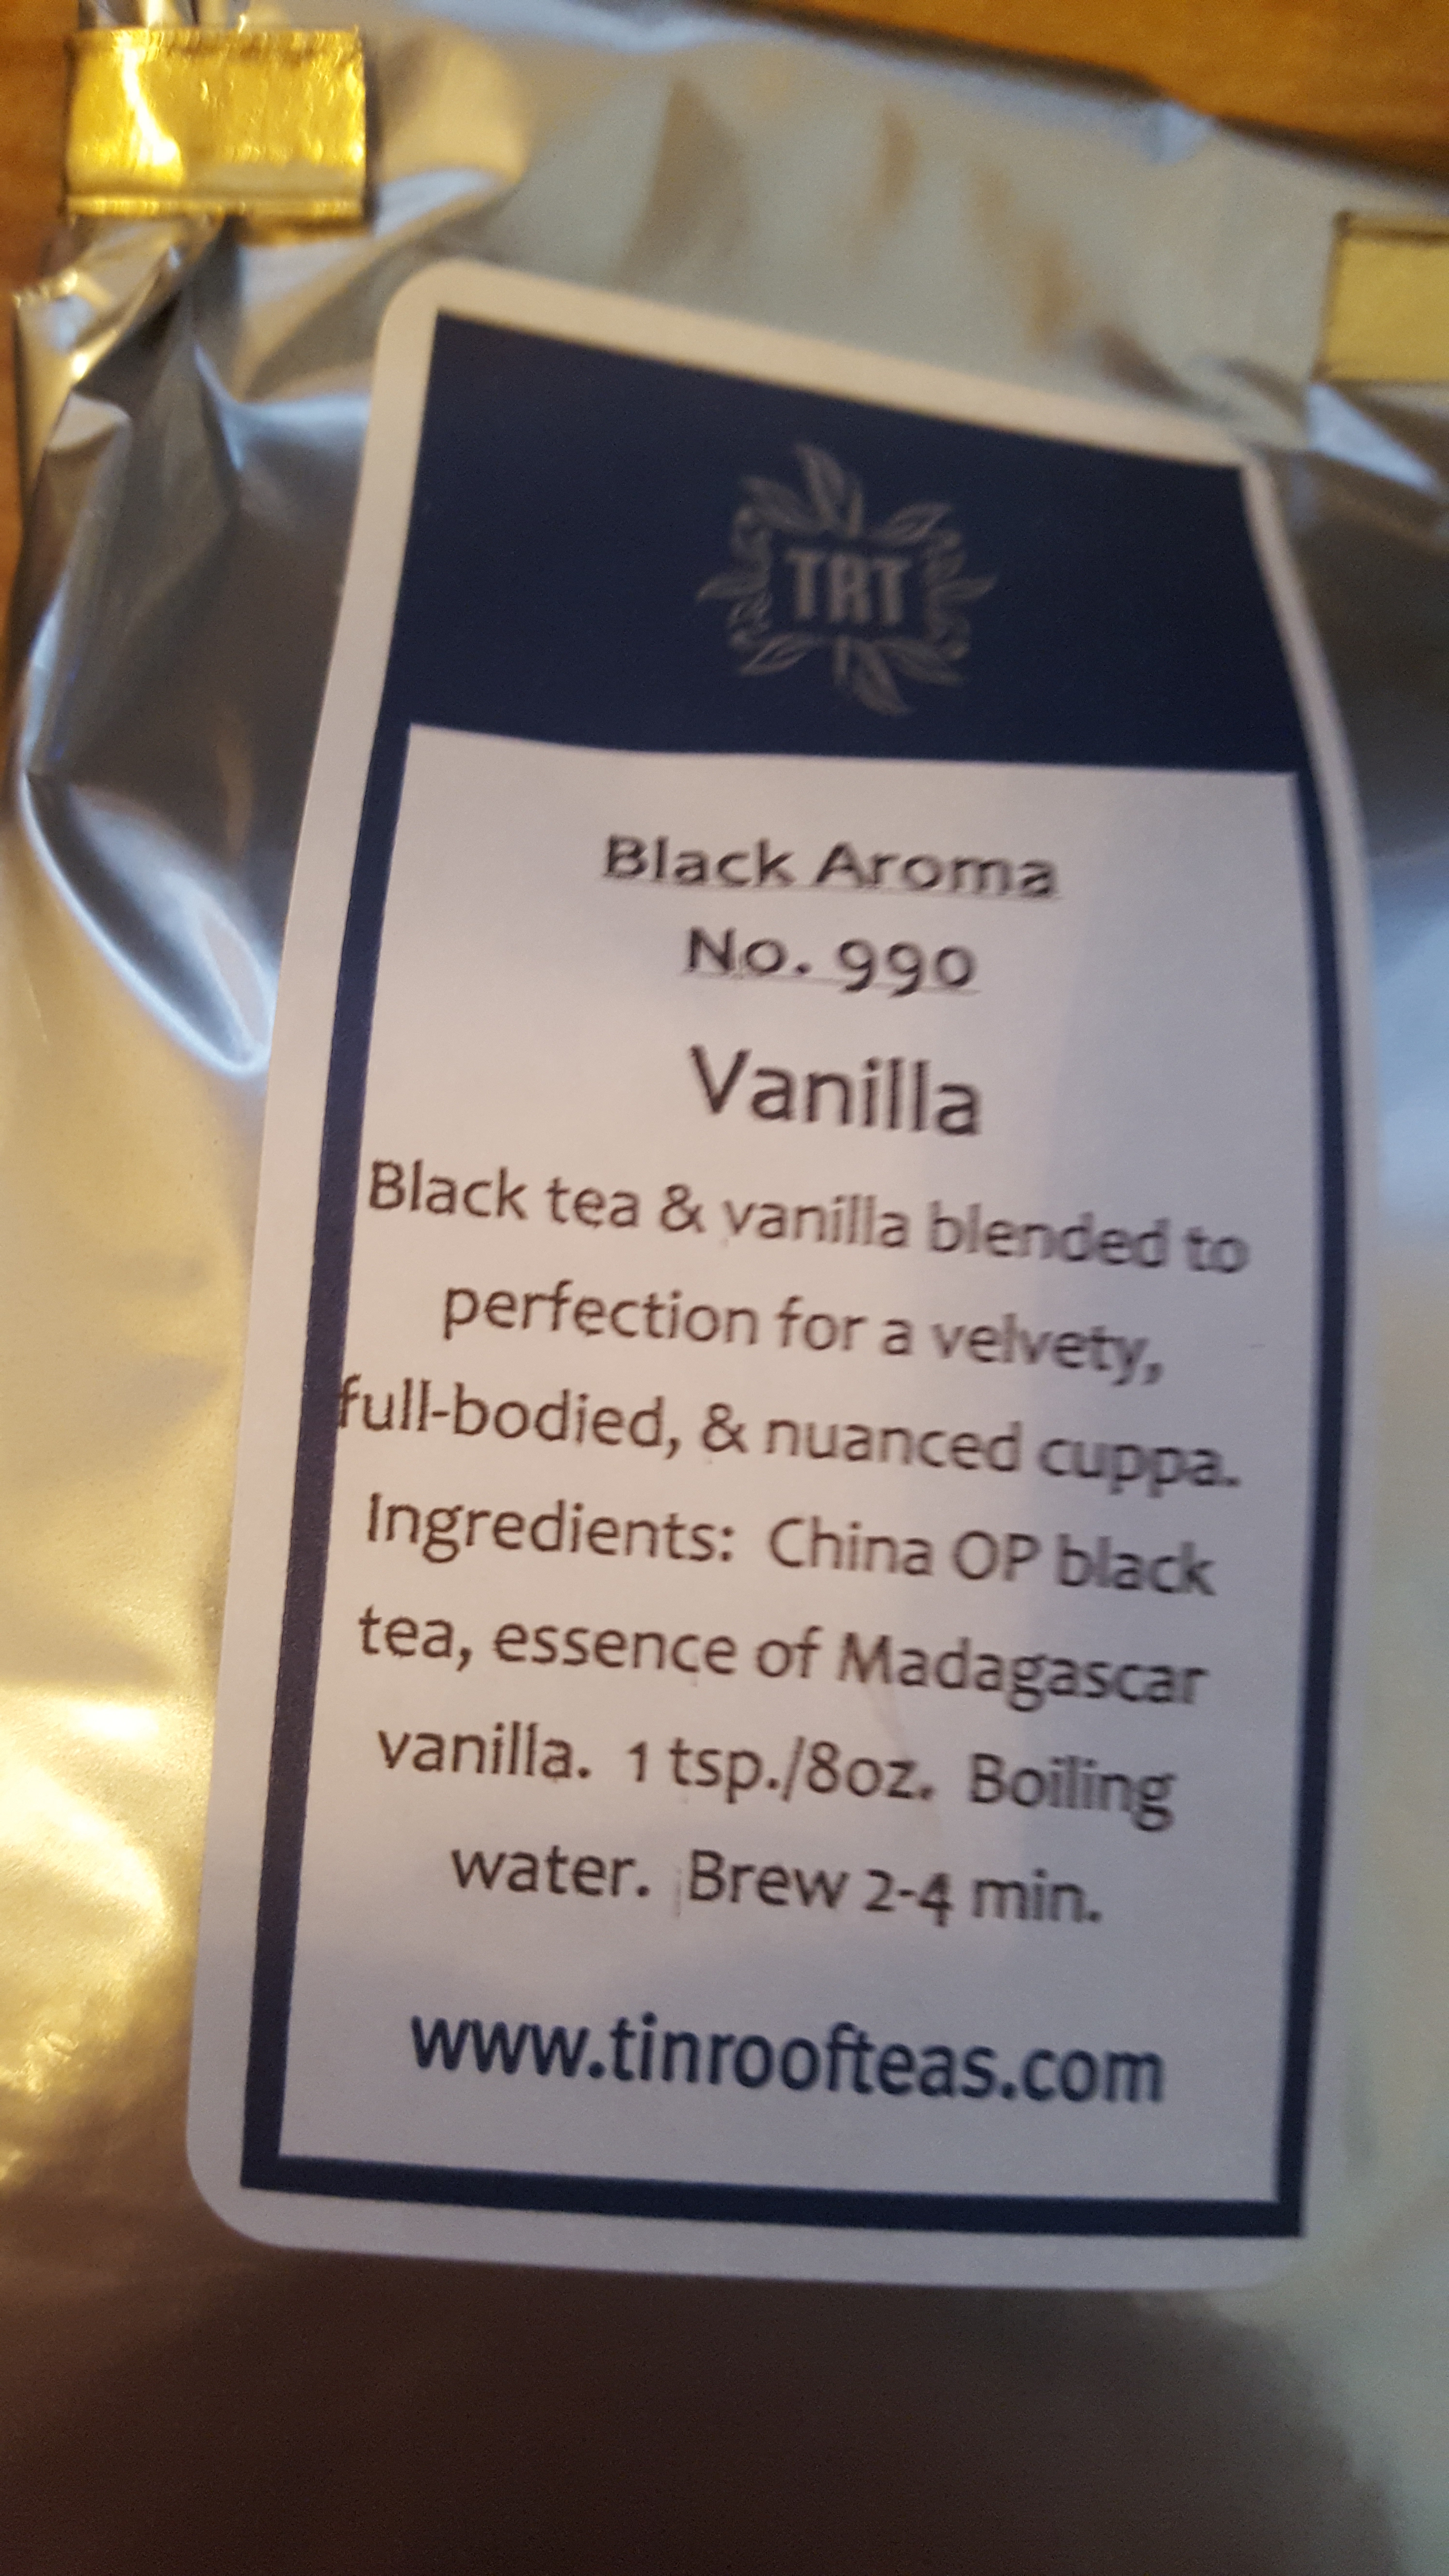 TRT
Black Aroma
No. 990
Vanilla
Black tea & vanilla blended to
perfection for a velvety,
full-bodied, & nuanced cuppa.
Ingredients: China OP black
tea, essence of Madagascar
vanilla. 1 tsp./8oz. Boiling
water. Brew 2-4 min.
www.tinroofteas.com